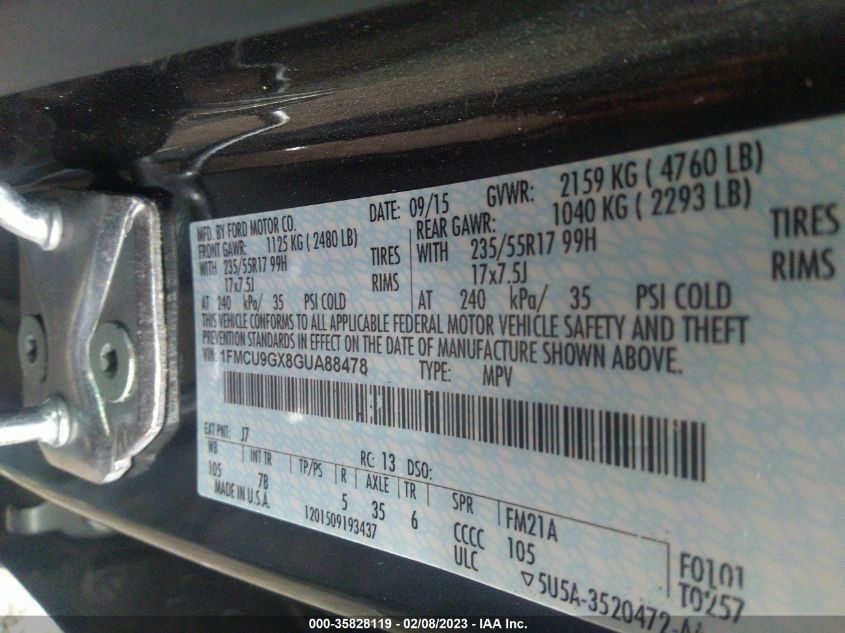 MFD. BY FORD MOTOR CO. DATE: 09/15 GVWR: 2159 KG ( 4760 LB)
FRONT GAWR: 1125 KG ( 2480 LB) REAR GAWR: 1040 KG ( 2293 LB)
WITH 235/55R17 99H TIRES WITH 235/55R17 99H TIRES
17x7.5J RIMS 17x7.5J RIMS
AT 240 kPa/ 35 PSI COLD AT 240 kPa/ 35 PSI COLD
THIS VEHICLE CONFORMS TO ALL APPLICABLE FEDERAL MOTOR VEHICLE SAFETY AND THEFT
PREVENTION STANDARDS IN EFFECT ON THE DATE OF MANUFACTURE SHOWN ABOVE.
VIN: 1FMCU9GX8GUA88478 TYPE: MPV
EXT PNT: J7 RC: 13 DSO:
WB INT TR TP/PS R AXLE TR SPR FM21A
105 7B 5 35 6 CCCC 105
MADE IN U.S.A. ULC
1201509193437
F0101
T0257
▽5U5A-3520472-
000-35828119 - 02/08/2023 - IAA Inc.